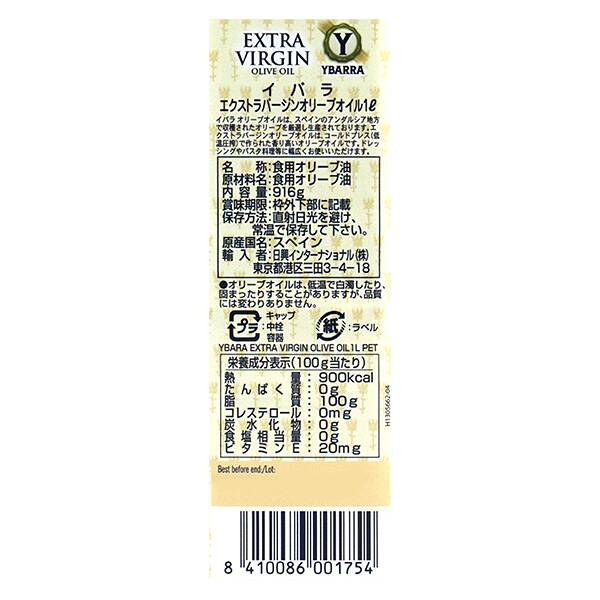 EXTRA
VIRGIN
OLIVE OIL
Y
YBARRA
イバラ
エクストラバージンオリーブオイル1ℓ
イバラ オリーブオイルは、スペインのアンダルシア地方
で収穫されたオリーブを厳選し生産されております。エ
クストラバージンオリーブオイルは、コールドプレス(低
温圧搾)で作られた香り高いオリーブオイルです。ドレッ
シングやパスタ料理等に幅広くお使いいただけます。
名称:食用オリーブ油
原材料名:食用オリーブ油
内容量:916g
賞味期限:枠外下部に記載
保存方法:直射日光を避け、
常温で保存して下さい。
原産国名:スペイン
輸入者:日興インターナショナル(株)
東京都港区三田3-4-18
●オリーブオイルは、低温で白濁したり、
固まったりすることがありますが、品質
には変わりありません。
プラ
:キャップ
:中栓
容器
紙
:ラベル
YBARA EXTRA VIRGIN OLIVE OIL1L PET
栄養成分表示(100g当たり)
熱量:900kcal
たんぱく質:0g
脂質:100g
コレステロール:0mg
炭水化物:0g
食塩相当量:0g
ビタミンE:20mg
H1305662-04
Best before end:/Lot:
8 410086 001754